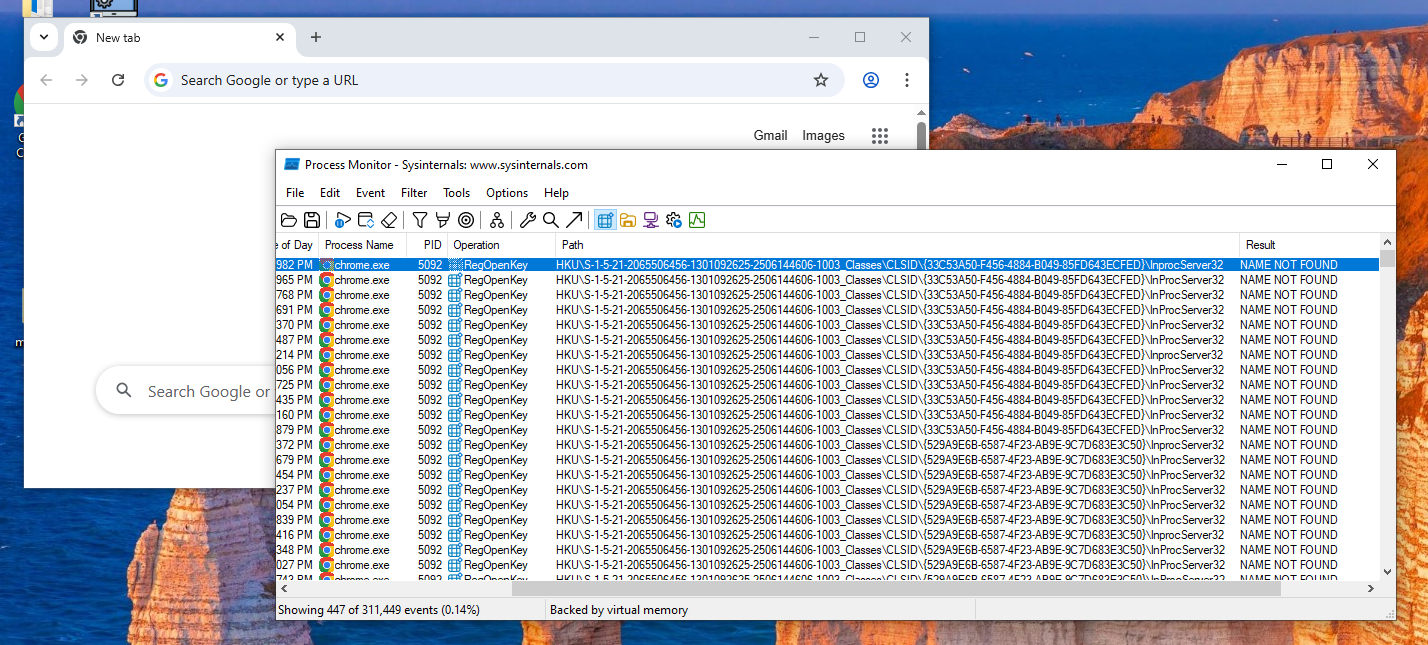 New tab
Search Google or type a URL
Gmail Images
Process Monitor - Sysinternals: www.sysinternals.com
File Edit Event Filter Tools Options Help
e of Day Process Name PID Operation Path Result
982 PM chrome.exe 5092 RegOpenKey HKU\S-1-5-21-2065506456-1301092625-2506144606-1003_Classes\CLSID\{33C53A50-F456-4884-B049-85FD643ECFED}\InprocServer32 NAME NOT FOUND
965 PM chrome.exe 5092 RegOpenKey HKU\S-1-5-21-2065506456-1301092625-2506144606-1003_Classes\CLSID\{33C53A50-F456-4884-B049-85FD643ECFED}\InProcServer32 NAME NOT FOUND
768 PM chrome.exe 5092 RegOpenKey HKU\S-1-5-21-2065506456-1301092625-2506144606-1003_Classes\CLSID\{33C53A50-F456-4884-B049-85FD643ECFED}\InProcServer32 NAME NOT FOUND
691 PM chrome.exe 5092 RegOpenKey HKU\S-1-5-21-2065506456-1301092625-2506144606-1003_Classes\CLSID\{33C53A50-F456-4884-B049-85FD643ECFED}\InProcServer32 NAME NOT FOUND
370 PM chrome.exe 5092 RegOpenKey HKU\S-1-5-21-2065506456-1301092625-2506144606-1003_Classes\CLSID\{33C53A50-F456-4884-B049-85FD643ECFED}\InProcServer32 NAME NOT FOUND
487 PM chrome.exe 5092 RegOpenKey HKU\S-1-5-21-2065506456-1301092625-2506144606-1003_Classes\CLSID\{33C53A50-F456-4884-B049-85FD643ECFED}\InProcServer32 NAME NOT FOUND
214 PM chrome.exe 5092 RegOpenKey HKU\S-1-5-21-2065506456-1301092625-2506144606-1003_Classes\CLSID\{33C53A50-F456-4884-B049-85FD643ECFED}\InprocServer32 NAME NOT FOUND
056 PM chrome.exe 5092 RegOpenKey HKU\S-1-5-21-2065506456-1301092625-2506144606-1003_Classes\CLSID\{33C53A50-F456-4884-B049-85FD643ECFED}\InProcServer32 NAME NOT FOUND
725 PM chrome.exe 5092 RegOpenKey HKU\S-1-5-21-2065506456-1301092625-2506144606-1003_Classes\CLSID\{33C53A50-F456-4884-B049-85FD643ECFED}\InProcServer32 NAME NOT FOUND
435 PM chrome.exe 5092 RegOpenKey HKU\S-1-5-21-2065506456-1301092625-2506144606-1003_Classes\CLSID\{33C53A50-F456-4884-B049-85FD643ECFED}\InProcServer32 NAME NOT FOUND
160 PM chrome.exe 5092 RegOpenKey HKU\S-1-5-21-2065506456-1301092625-2506144606-1003_Classes\CLSID\{33C53A50-F456-4884-B049-85FD643ECFED}\InProcServer32 NAME NOT FOUND
879 PM chrome.exe 5092 RegOpenKey HKU\S-1-5-21-2065506456-1301092625-2506144606-1003_Classes\CLSID\{33C53A50-F456-4884-B049-85FD643ECFED}\InProcServer32 NAME NOT FOUND
372 PM chrome.exe 5092 RegOpenKey HKU\S-1-5-21-2065506456-1301092625-2506144606-1003_Classes\CLSID\{529A9E6B-6587-4F23-AB9E-9C7D683E3C50}\InprocServer32 NAME NOT FOUND
679 PM chrome.exe 5092 RegOpenKey HKU\S-1-5-21-2065506456-1301092625-2506144606-1003_Classes\CLSID\{529A9E6B-6587-4F23-AB9E-9C7D683E3C50}\InProcServer32 NAME NOT FOUND
454 PM chrome.exe 5092 RegOpenKey HKU\S-1-5-21-2065506456-1301092625-2506144606-1003_Classes\CLSID\{529A9E6B-6587-4F23-AB9E-9C7D683E3C50}\InProcServer32 NAME NOT FOUND
237 PM chrome.exe 5092 RegOpenKey HKU\S-1-5-21-2065506456-1301092625-2506144606-1003_Classes\CLSID\{529A9E6B-6587-4F23-AB9E-9C7D683E3C50}\InProcServer32 NAME NOT FOUND
054 PM chrome.exe 5092 RegOpenKey HKU\S-1-5-21-2065506456-1301092625-2506144606-1003_Classes\CLSID\{529A9E6B-6587-4F23-AB9E-9C7D683E3C50}\InProcServer32 NAME NOT FOUND
839 PM chrome.exe 5092 RegOpenKey HKU\S-1-5-21-2065506456-1301092625-2506144606-1003_Classes\CLSID\{529A9E6B-6587-4F23-AB9E-9C7D683E3C50}\InProcServer32 NAME NOT FOUND
416 PM chrome.exe 5092 RegOpenKey HKU\S-1-5-21-2065506456-1301092625-2506144606-1003_Classes\CLSID\{529A9E6B-6587-4F23-AB9E-9C7D683E3C50}\InprocServer32 NAME NOT FOUND
348 PM chrome.exe 5092 RegOpenKey HKU\S-1-5-21-2065506456-1301092625-2506144606-1003_Classes\CLSID\{529A9E6B-6587-4F23-AB9E-9C7D683E3C50}\InProcServer32 NAME NOT FOUND
027 PM chrome.exe 5092 RegOpenKey HKU\S-1-5-21-2065506456-1301092625-2506144606-1003_Classes\CLSID\{529A9E6B-6587-4F23-AB9E-9C7D683E3C50}\InProcServer32 NAME NOT FOUND
743 PM chrome.exe 5092 RegOpenKey HKU\S-1-5-21-2065506456-1301092625-2506144606-1003_Classes\CLSID\{529A9E6B-6587-4F23-AB9E-9C7D683E3C50}\InProcServer32 NAME NOT FOUND
Search Google or
Showing 447 of 311,449 events (0.14%) Backed by virtual memory